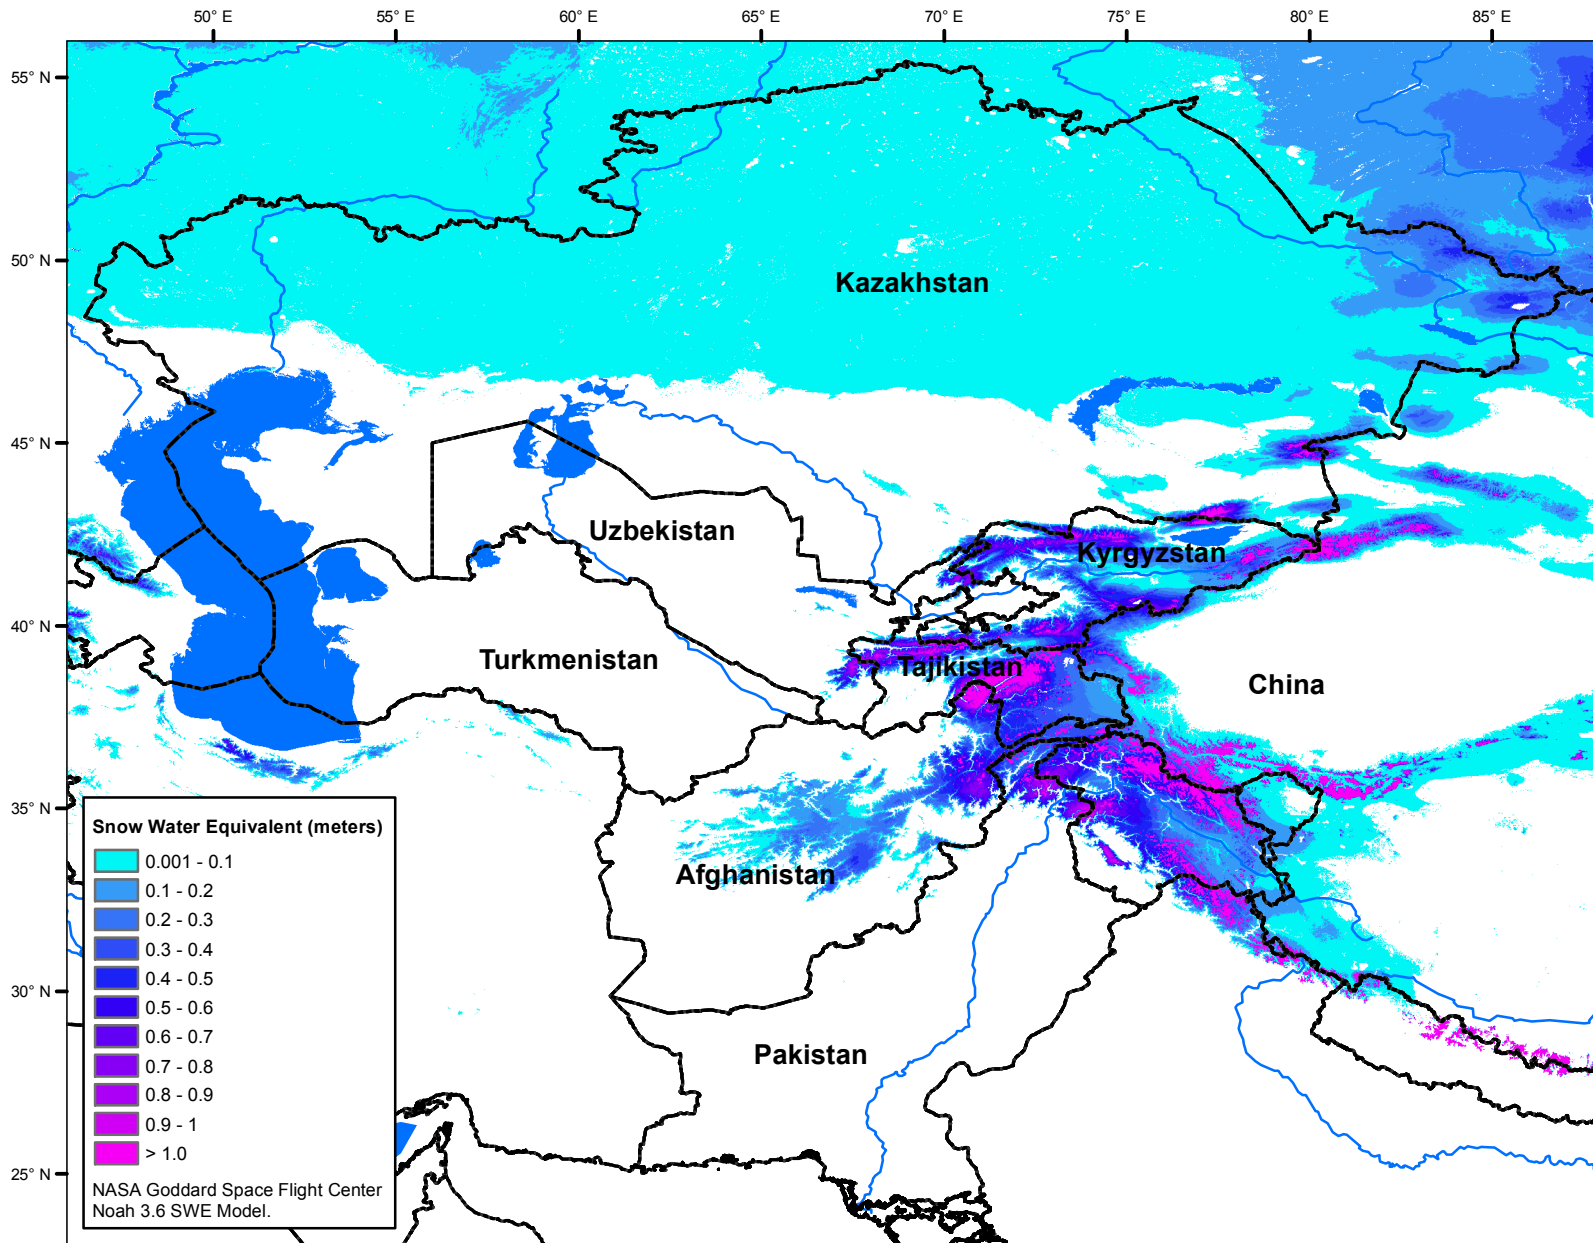 50° E 55° E 60° E 65° E 70° E 75° E 80° E 85° E
55° N
50° N
45° N
40° N
35° N
30° N
25° N
Kazakhstan
Uzbekistan
Kyrgyzstan
Turkmenistan
Tajikistan
China
Afghanistan
Pakistan
Snow Water Equivalent (meters)
0.001 - 0.1
0.1 - 0.2
0.2 - 0.3
0.3 - 0.4
0.4 - 0.5
0.5 - 0.6
0.6 - 0.7
0.7 - 0.8
0.8 - 0.9
0.9 - 1
> 1.0
NASA Goddard Space Flight Center
Noah 3.6 SWE Model.